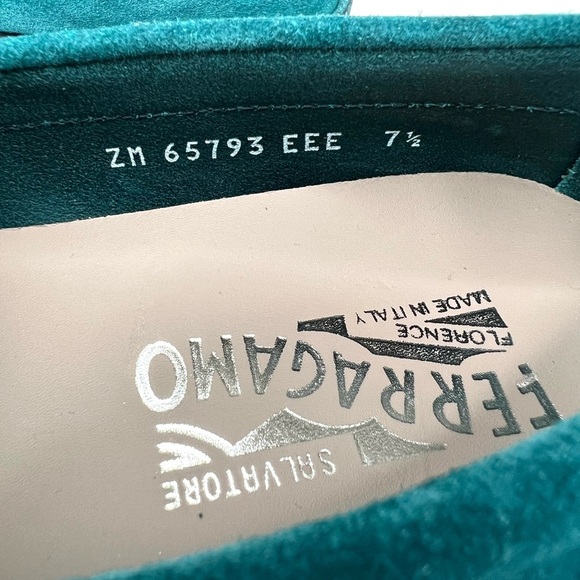 ZM 65793 EEE 7½
SALVATORE
FERRAGAMO
FLORENCE
MADE IN ITALY